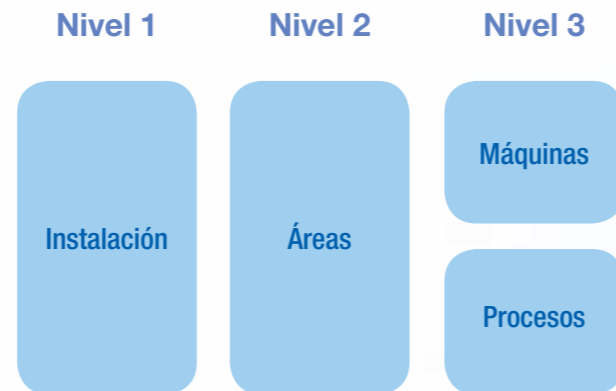 Nivel 1
Nivel 2
Nivel 3
Instalación
Áreas
Máquinas
Procesos